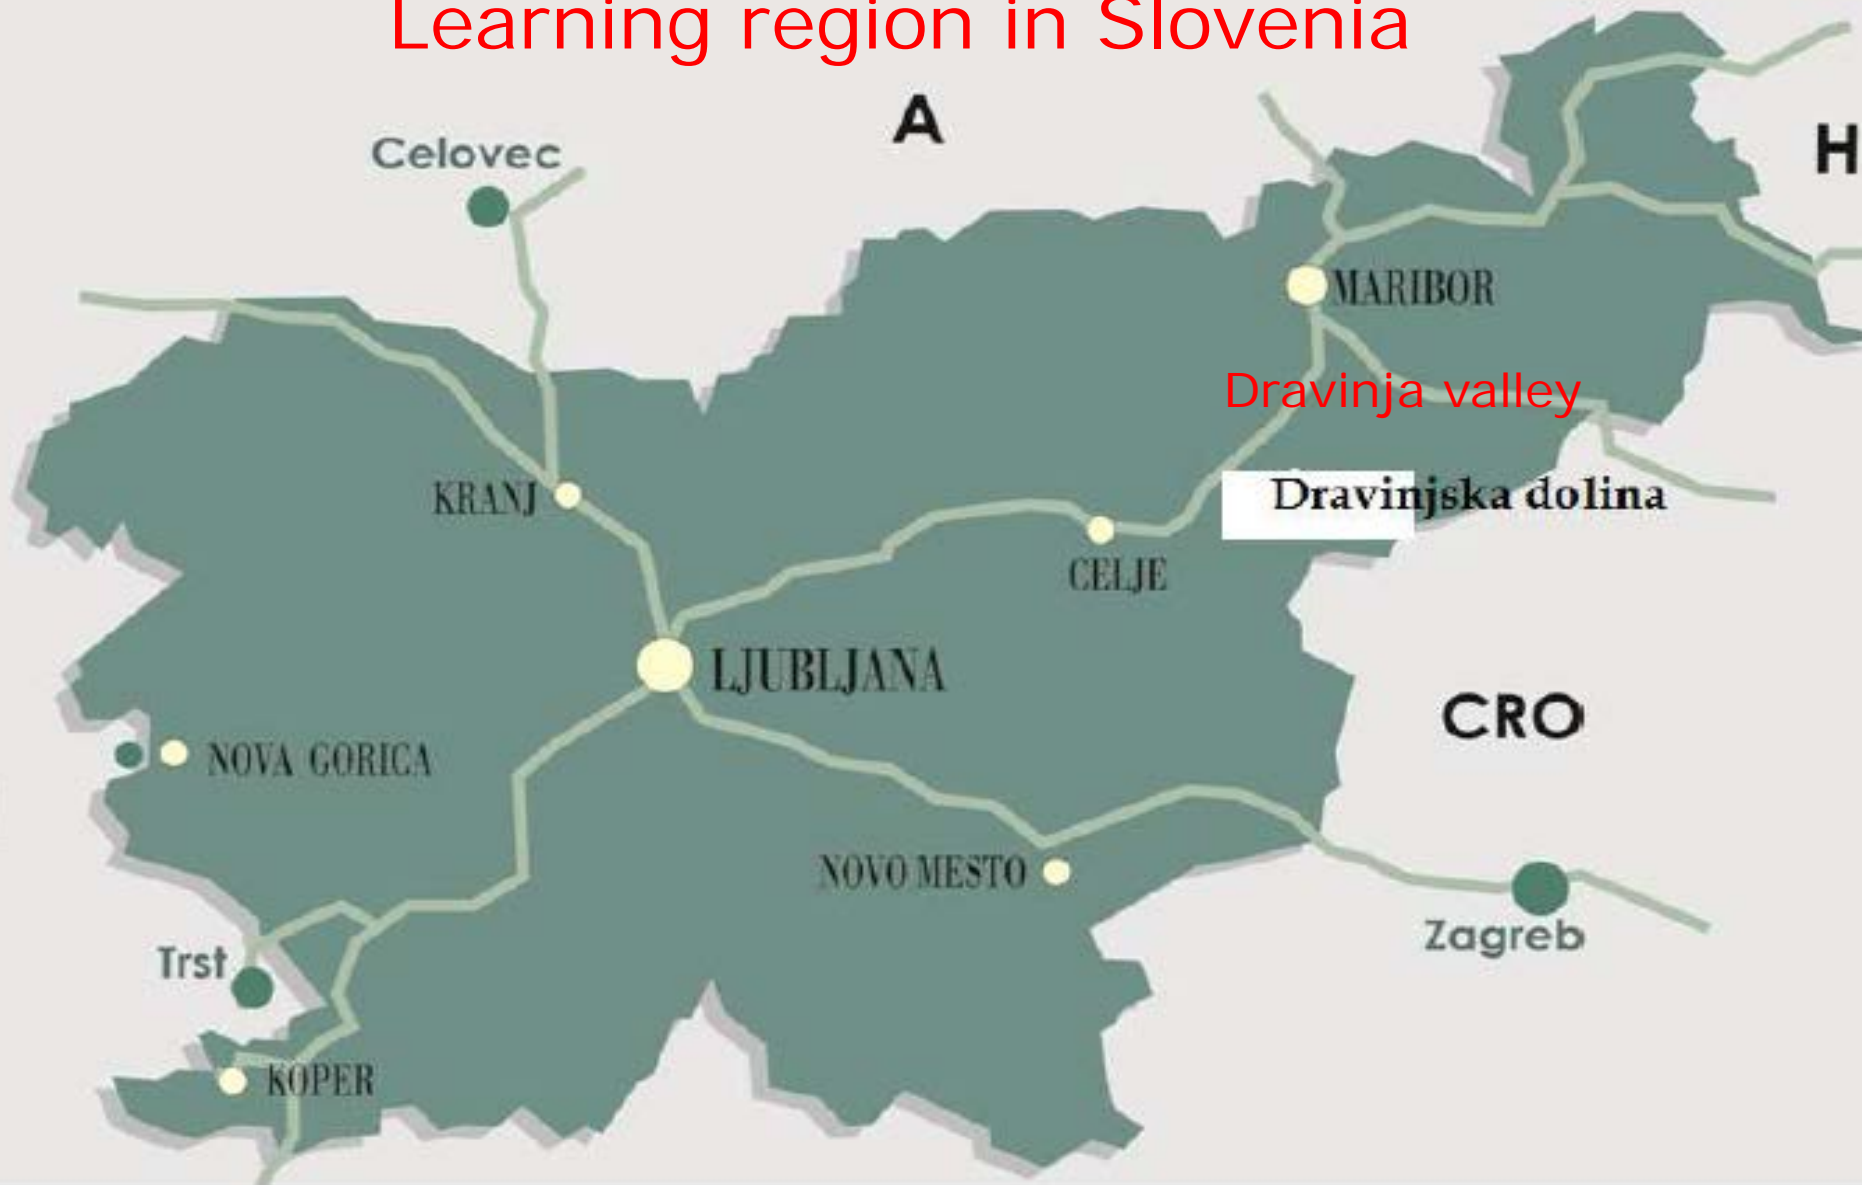 Learning region in Slovenia
A
Celovec
H
MARIBOR
Dravinja valley
KRANJ
Dravinjska dolina
CELJE
LJUBLJANA
CRO
NOVA GORICA
NOVO MESTO
Zagreb
Trst
KOPER